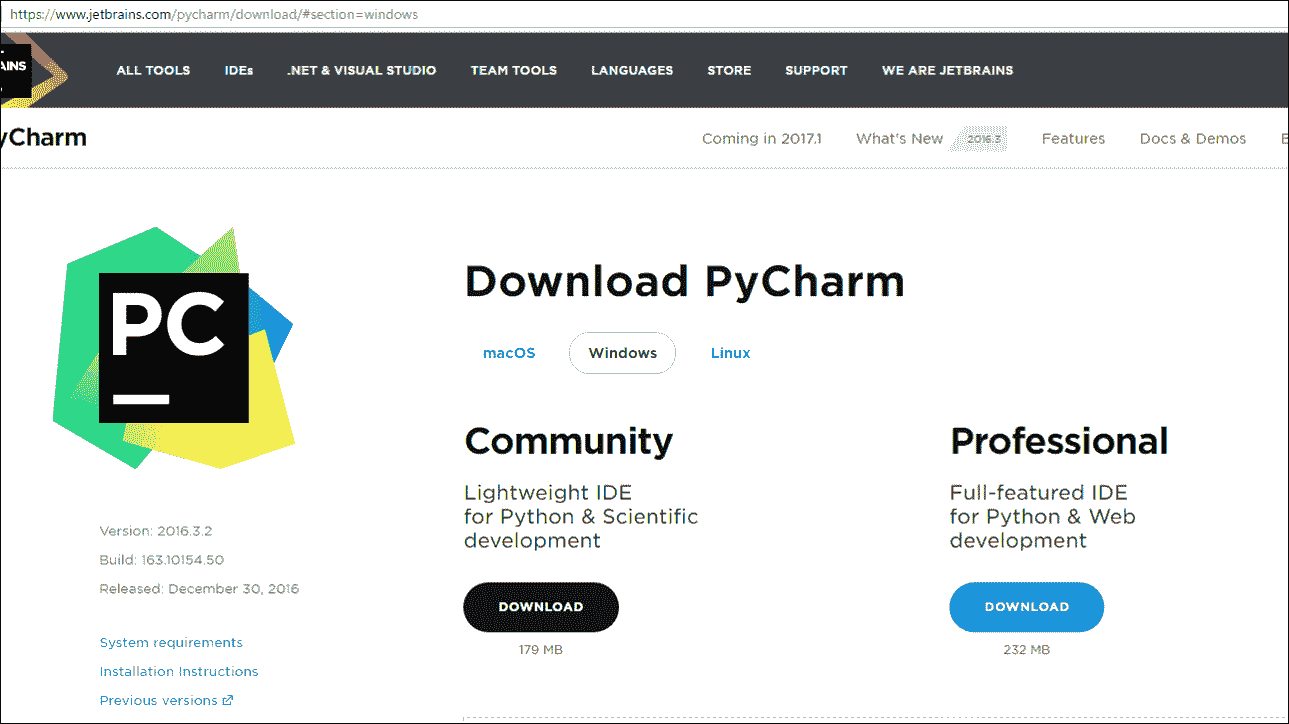 https://www.jetbrains.com/pycharm/download/#section=windows
AINS
ALL TOOLS IDEs .NET & VISUAL STUDIO TEAM TOOLS LANGUAGES STORE SUPPORT WE ARE JETBRAINS
yCharm
Coming in 2017.1 What's New 2016.3 Features Docs & Demos
PC
Download PyCharm
macOS Windows Linux
Community
Lightweight IDE
for Python & Scientific
development
DOWNLOAD
179 MB
Professional
Full-featured IDE
for Python & Web
development
DOWNLOAD
232 MB
Version: 2016.3.2
Build: 163.10154.50
Released: December 30, 2016
System requirements
Installation Instructions
Previous versions